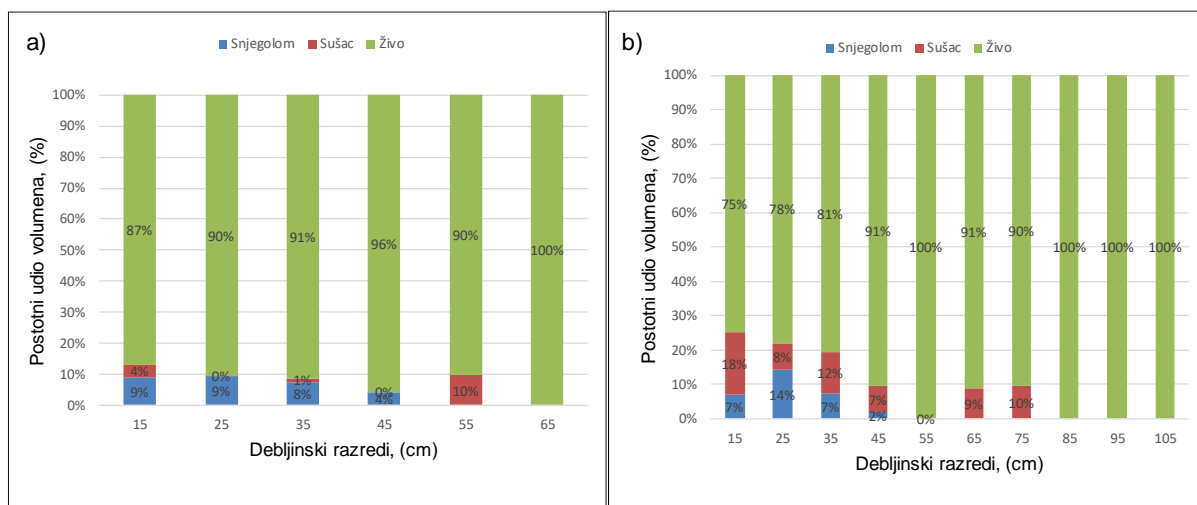 a)
Snjegolom Sušac Živo
Postotni udio volumena, (%)
100%
90%
80%
70%
60%
50%
40%
30%
20%
10%
0%
87% 90% 91% 96% 90% 100%
4% 0% 1% 0% 10%
9% 9% 8% 4%
15 25 35 45 55 65
Debljinski razredi, (cm)
b)
Snjegolom Sušac Živo
Postotni udio volumena, (%)
100%
90%
80%
70%
60%
50%
40%
30%
20%
10%
0%
75% 78% 81% 91% 100% 91% 90% 100% 100% 100%
18% 8% 12% 7% 0% 9% 10%
7% 14% 7% 2%
15 25 35 45 55 65 75 85 95 105
Debljinski razredi, (cm)